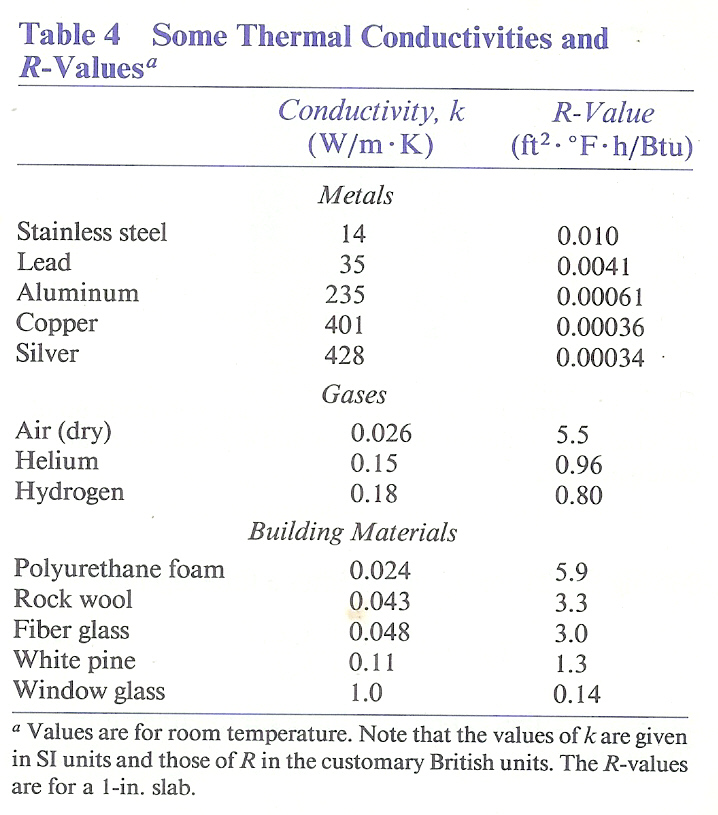 Table 4 Some Thermal Conductivities and
R-Valuesᵃ
Conductivity, k R-Value
(W/m·K) (ft²·°F·h/Btu)
Metals
Stainless steel 14 0.010
Lead 35 0.0041
Aluminum 235 0.00061
Copper 401 0.00036
Silver 428 0.00034
Gases
Air (dry) 0.026 5.5
Helium 0.15 0.96
Hydrogen 0.18 0.80
Building Materials
Polyurethane foam 0.024 5.9
Rock wool 0.043 3.3
Fiber glass 0.048 3.0
White pine 0.11 1.3
Window glass 1.0 0.14
ᵃ Values are for room temperature. Note that the values of k are given
in SI units and those of R in the customary British units. The R-values
are for a 1-in. slab.